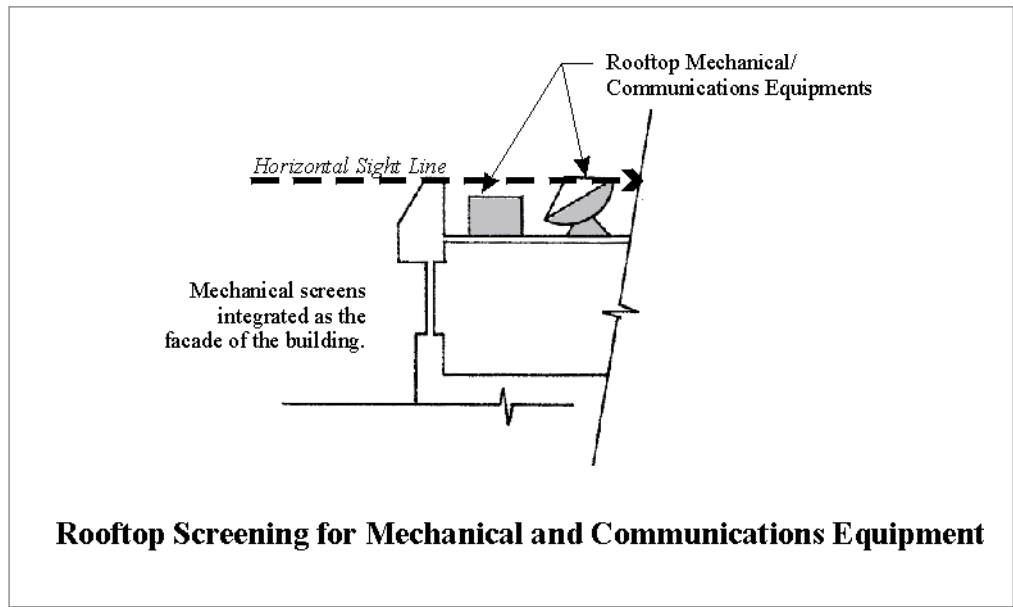 Rooftop Mechanical/
Communications Equipments
Horizontal Sight Line
Mechanical screens
integrated as the
facade of the building.
Rooftop Screening for Mechanical and Communications Equipment